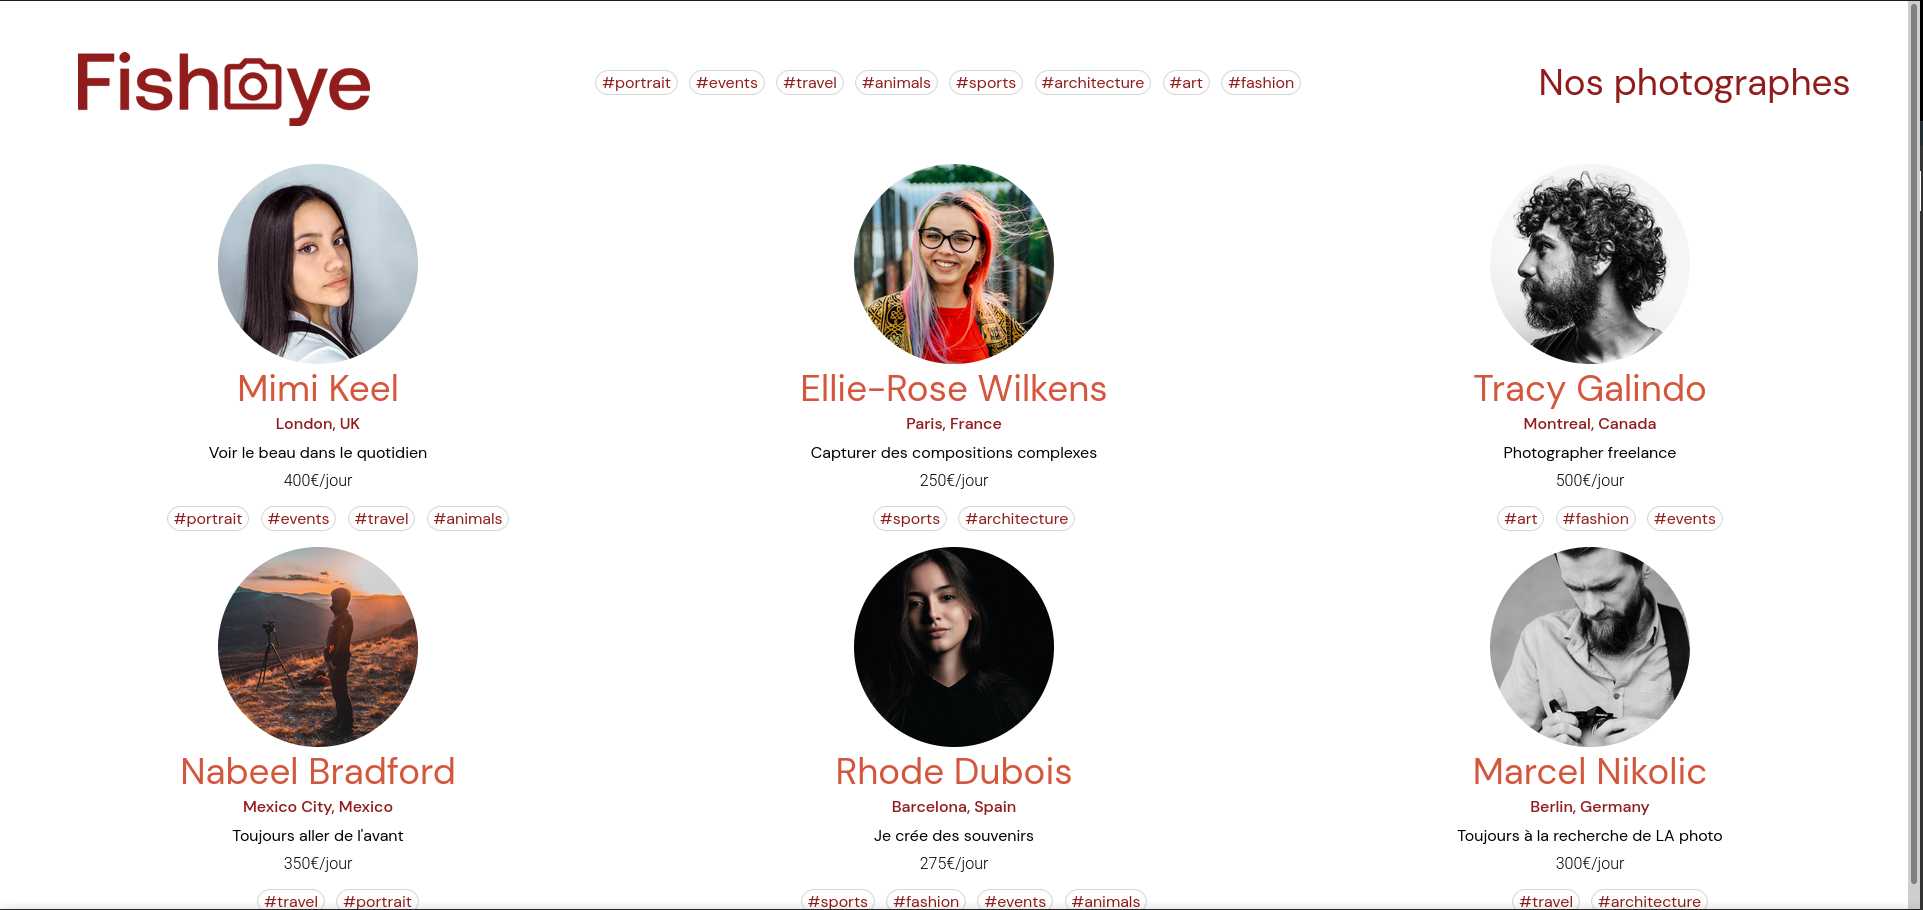 Fisheye
#portrait #events #travel #animals #sports #architecture #art #fashion
Nos photographes
Mimi Keel
London, UK
Voir le beau dans le quotidien
400€/jour
#portrait #events #travel #animals
Ellie-Rose Wilkens
Paris, France
Capturer des compositions complexes
250€/jour
#sports #architecture
Tracy Galindo
Montreal, Canada
Photographer freelance
500€/jour
#art #fashion #events
Nabeel Bradford
Mexico City, Mexico
Toujours aller de l'avant
350€/jour
#travel #portrait
Rhode Dubois
Barcelona, Spain
Je crée des souvenirs
275€/jour
#sports #fashion #events #animals
Marcel Nikolic
Berlin, Germany
Toujours à la recherche de LA photo
300€/jour
#travel #architecture